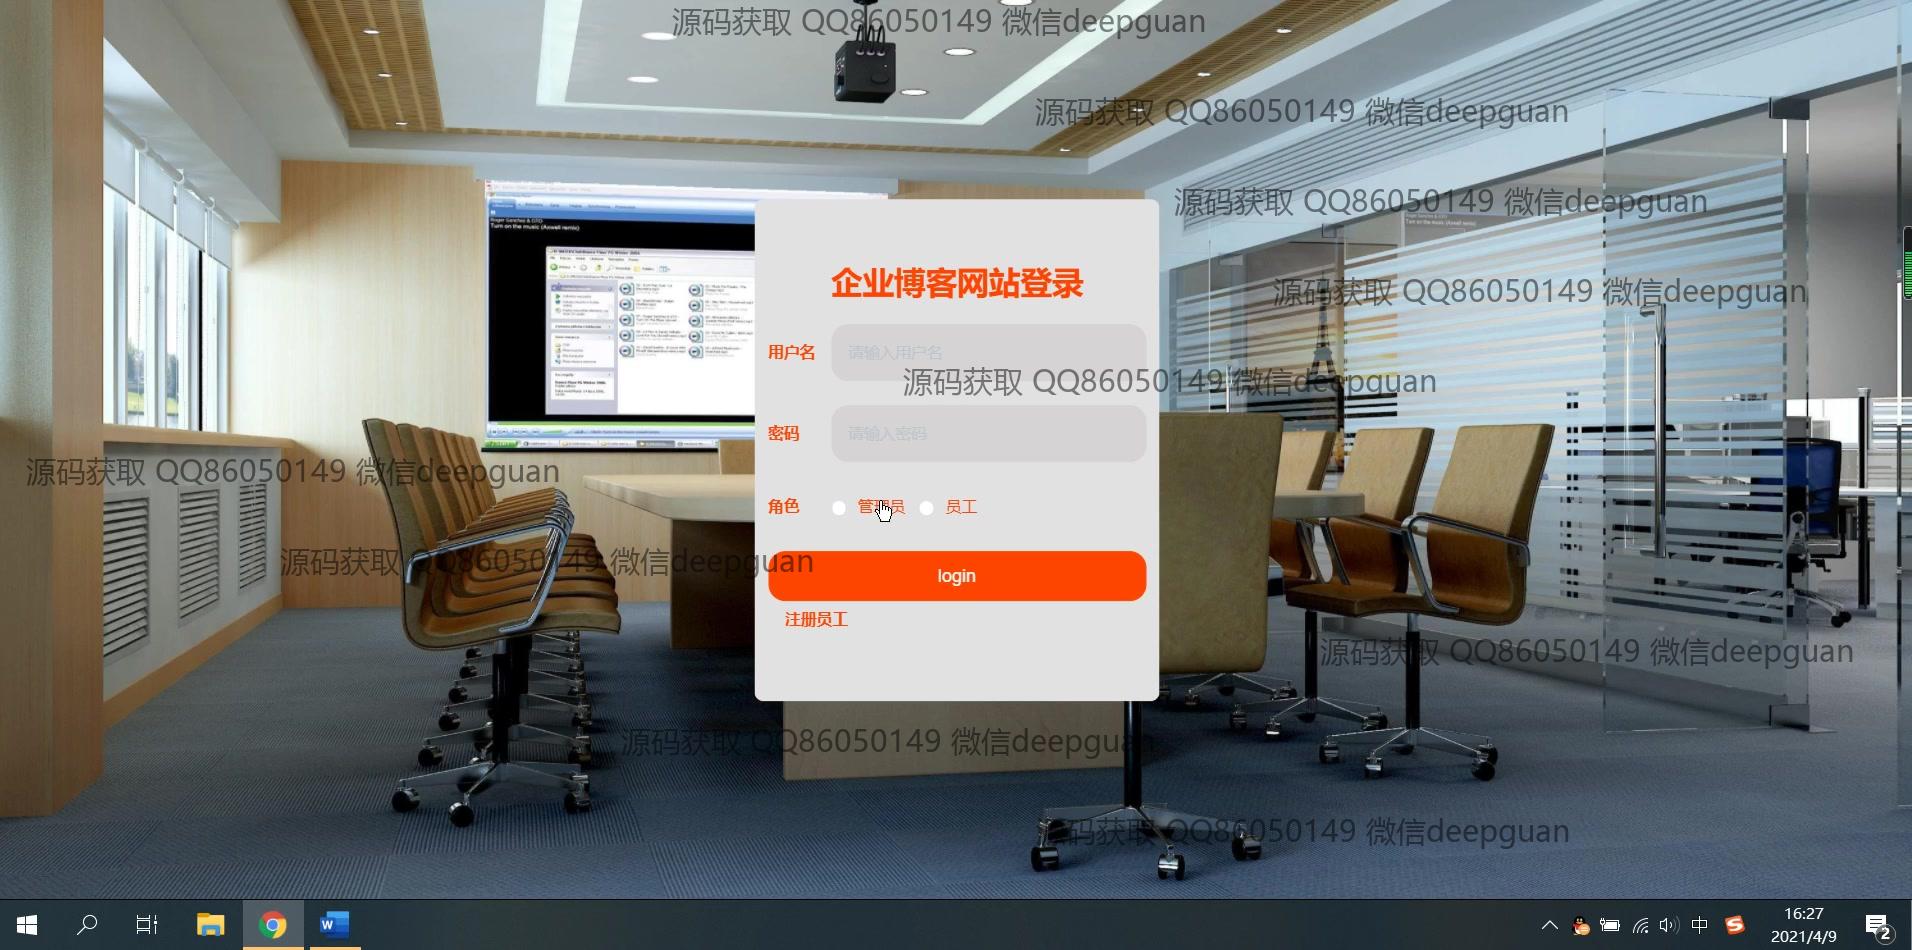 源码获取 QQ86050149 微信deepguan
源码获取 QQ86050149 微信deepguan
源码获取 QQ86050149 微信deepguan
Roger Sanchez & GTO
Turn on the music (Axwell remix)
企业博客网站登录
源码获取 QQ86050149 微信deepguan
用户名 请输入用户名
源码获取 QQ86050149 微信deepguan
密码 请输入密码
源码获取 QQ86050149 微信deepguan
角色 管理员 员工
源码获取 QQ86050149 微信deepguan
login
注册员工
源码获取 QQ86050149 微信deepguan
源码获取 QQ86050149 微信deepguan
源码获取 QQ86050149 微信deepguan
W 中 S 16:27
2021/4/9 2